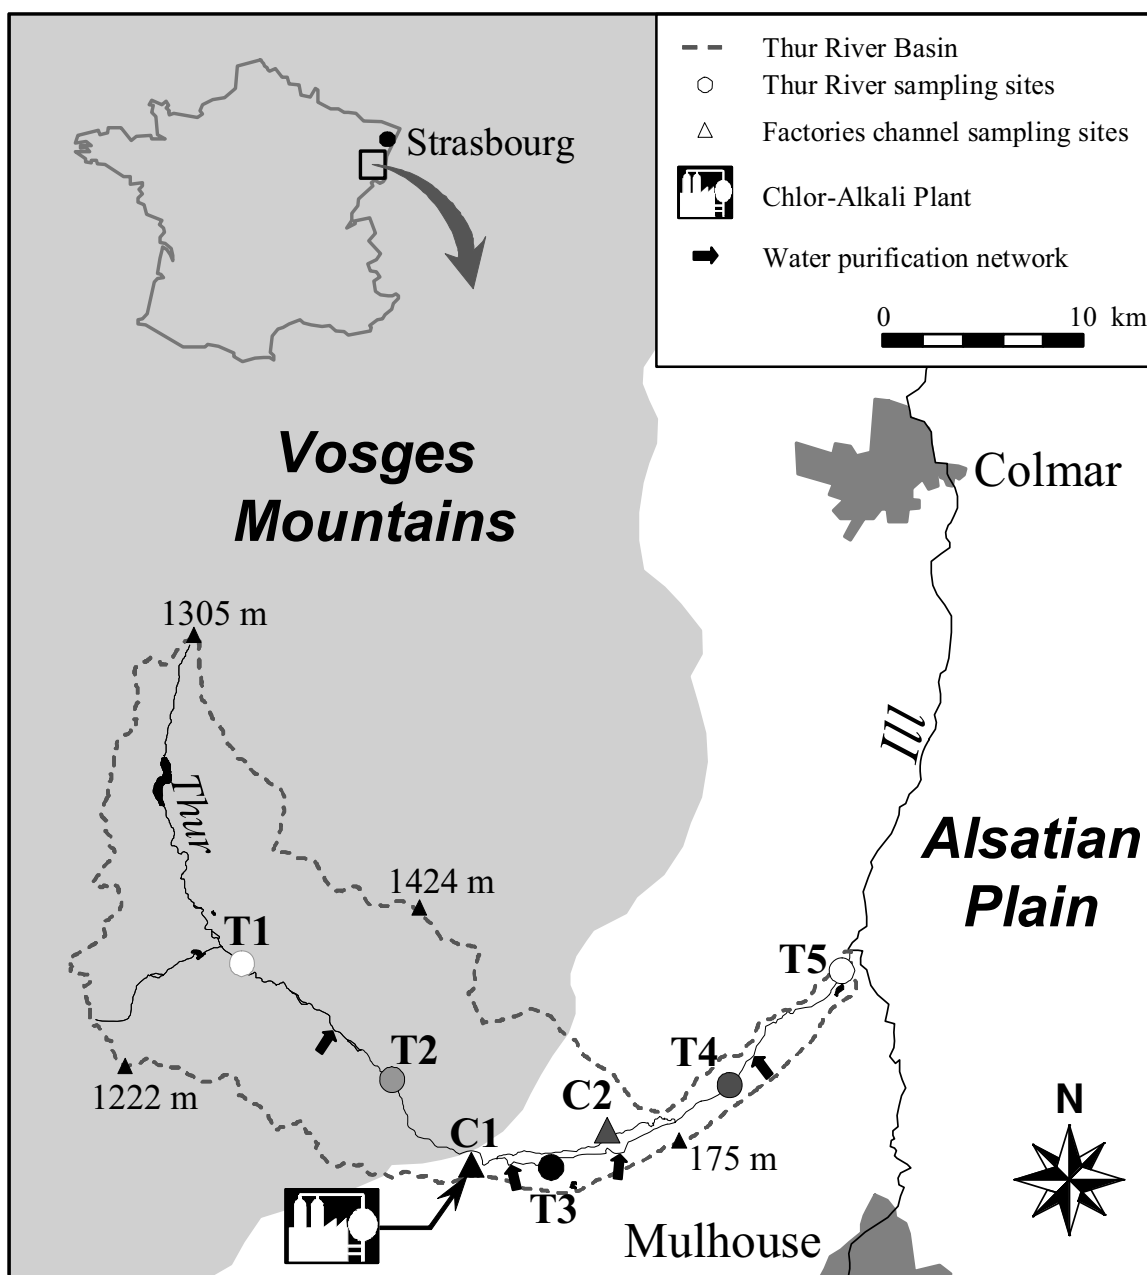 Thur River Basin
Thur River sampling sites
Factories channel sampling sites
Chlor-Alkali Plant
Water purification network
0 10 km
Strasbourg
Vosges
Mountains
Colmar
1305 m
Thur
Ill
Alsatian
Plain
1424 m
T1
T5
T2
T4
1222 m
C2
C1
175 m
T3
N
Mulhouse